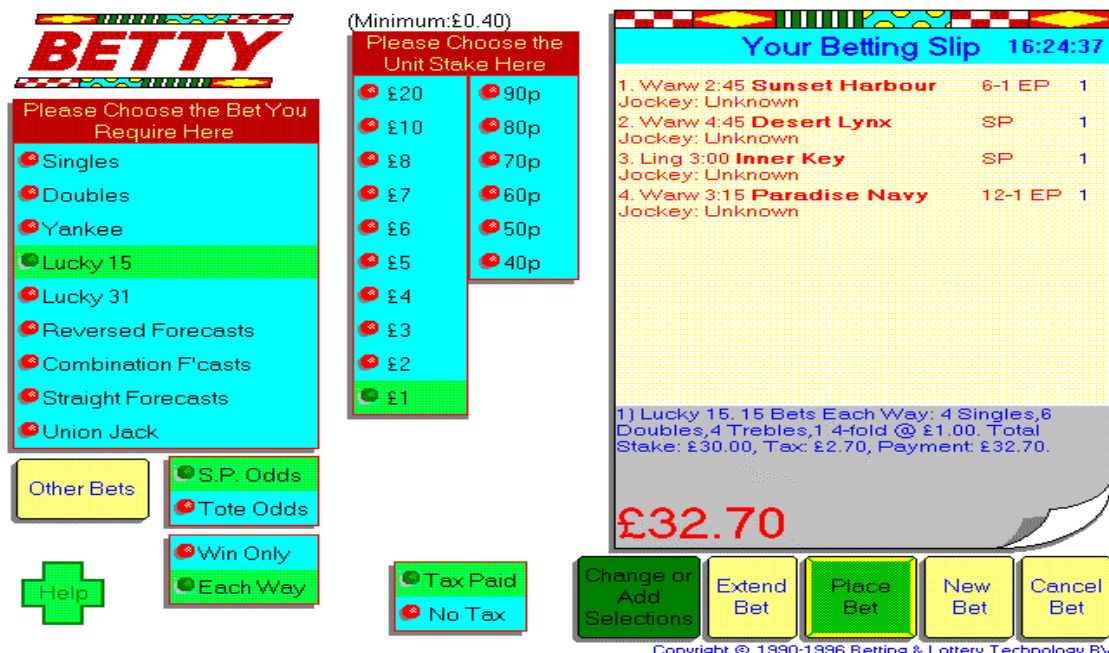 BETTY
Please Choose the Bet You
Require Here
Singles
Doubles
Yankee
Lucky 15
Lucky 31
Reversed Forecasts
Combination F'casts
Straight Forecasts
Union Jack
Other Bets
S.P. Odds
Tote Odds
Win Only
Each Way
Help
(Minimum:£0.40)
Please Choose the
Unit Stake Here
£20 90p
£10 80p
£8 70p
£7 60p
£6 50p
£5 40p
£4
£3
£2
£1
Tax Paid
No Tax
Your Betting Slip 16:24:37
1. Warw 2:45 Sunset Harbour 6-1 EP 1
Jockey: Unknown
2. Warw 4:45 Desert Lynx SP 1
Jockey: Unknown
3. Ling 3:00 Inner Key SP 1
Jockey: Unknown
4. Warw 3:15 Paradise Navy 12-1 EP 1
Jockey: Unknown
1) Lucky 15. 15 Bets Each Way: 4 Singles,6
Doubles,4 Trebles,1 4-fold @ £1.00. Total
Stake: £30.00, Tax: £2.70, Payment: £32.70.
£32.70
Change or
Add
Selections
Extend
Bet
Place
Bet
New
Bet
Cancel
Bet
Copyright © 1990-1996 Betting & Lottery Technology BV